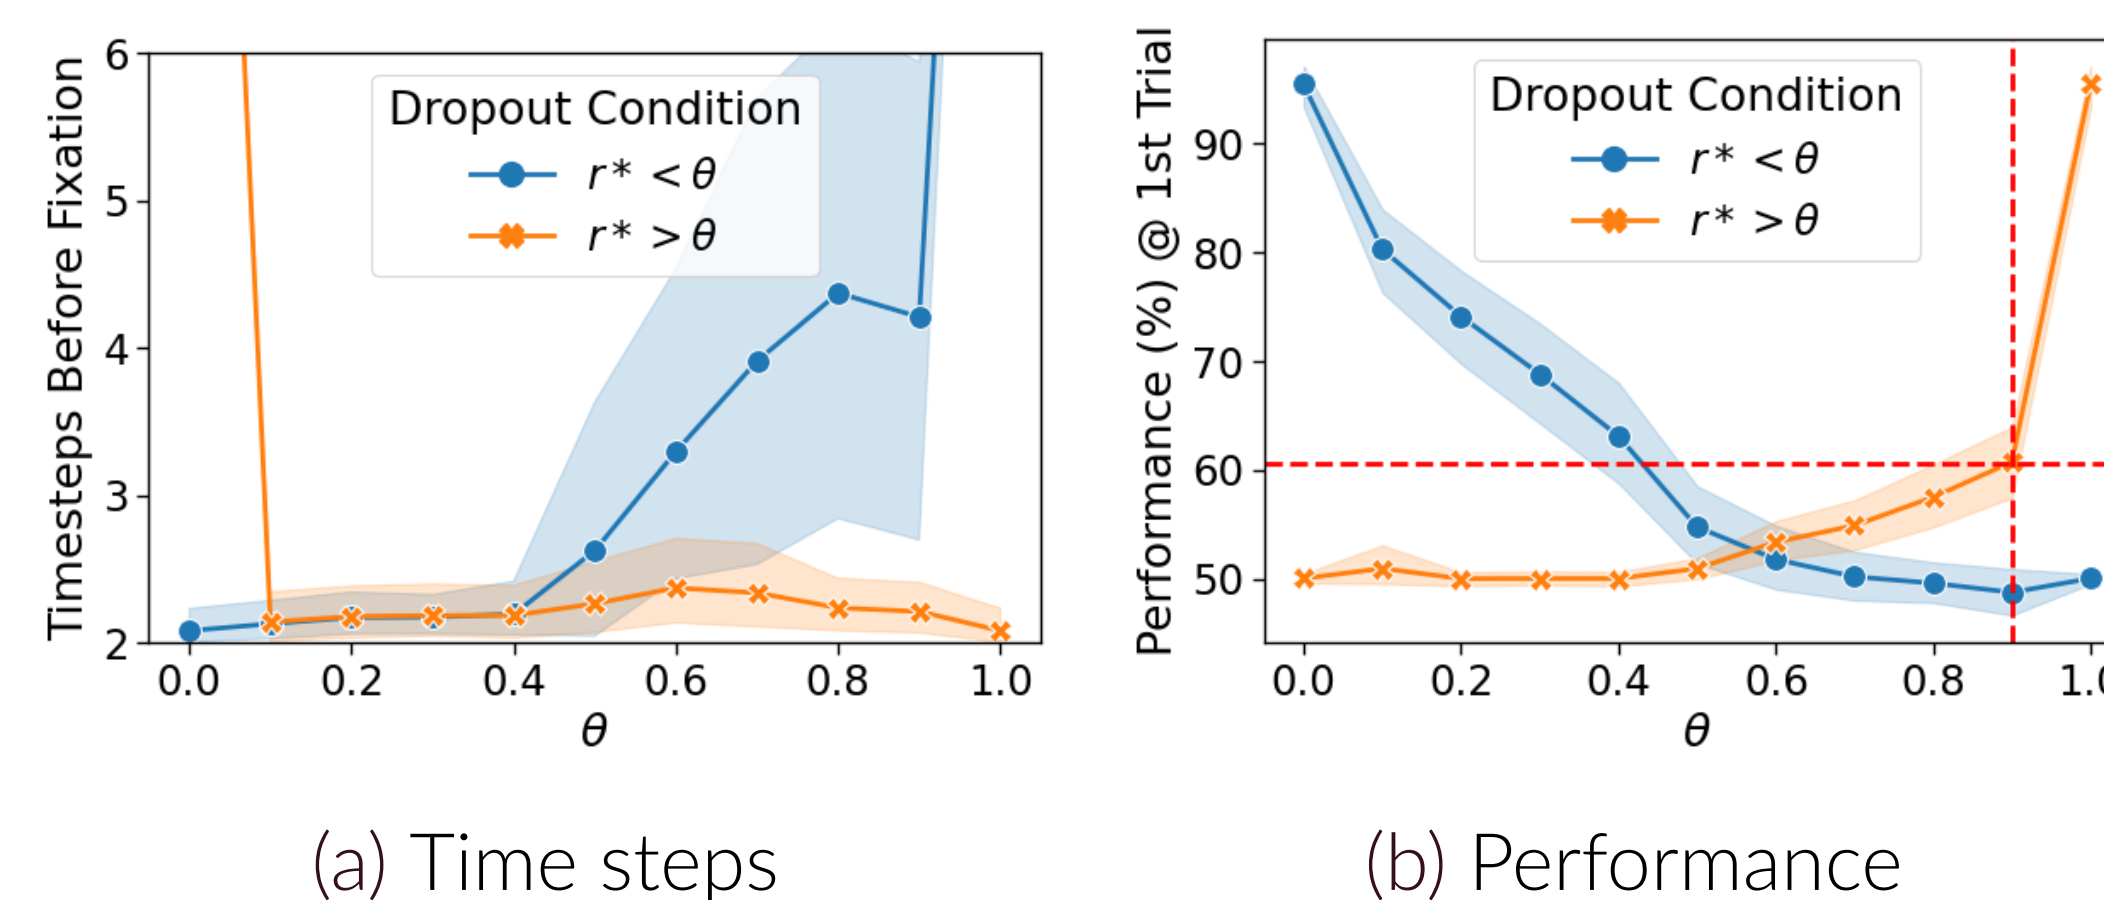 Timesteps Before Fixation
6
5
4
3
2
0.0 0.2 0.4 0.6 0.8 1.0
θ
Dropout Condition
r* < θ
r* > θ
(a) Time steps
Performance (%) @ 1st Trial
90
80
70
60
50
0.0 0.2 0.4 0.6 0.8 1.0
θ
Dropout Condition
r* < θ
r* > θ
(b) Performance